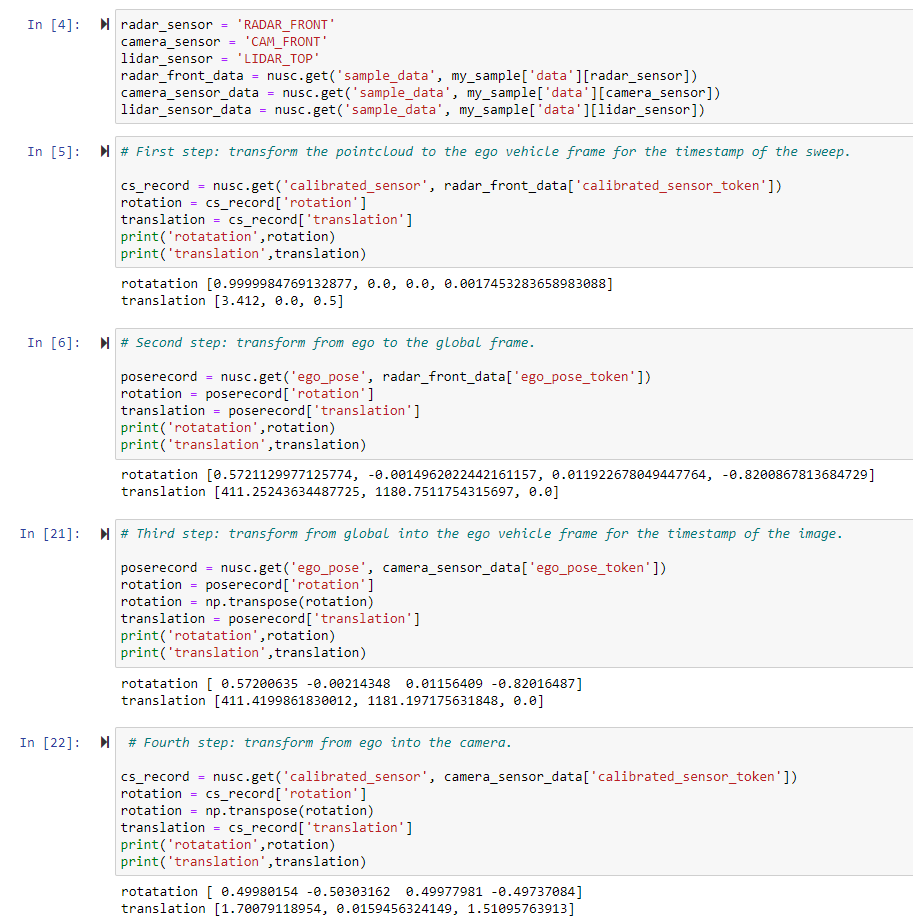 In [4]:
radar_sensor = 'RADAR_FRONT'
camera_sensor = 'CAM_FRONT'
lidar_sensor = 'LIDAR_TOP'
radar_front_data = nusc.get('sample_data', my_sample['data'][radar_sensor])
camera_sensor_data = nusc.get('sample_data', my_sample['data'][camera_sensor])
lidar_sensor_data = nusc.get('sample_data', my_sample['data'][lidar_sensor])
In [5]:
# First step: transform the pointcloud to the ego vehicle frame for the timestamp of the sweep.
cs_record = nusc.get('calibrated_sensor', radar_front_data['calibrated_sensor_token'])
rotation = cs_record['rotation']
translation = cs_record['translation']
print('rotatation',rotation)
print('translation',translation)
rotatation [0.9999984769132877, 0.0, 0.0, 0.0017453283658983088]
translation [3.412, 0.0, 0.5]
In [6]:
# Second step: transform from ego to the global frame.
poserecord = nusc.get('ego_pose', radar_front_data['ego_pose_token'])
rotation = poserecord['rotation']
translation = poserecord['translation']
print('rotatation',rotation)
print('translation',translation)
rotatation [0.5721129977125774, -0.0014962022442161157, 0.011922678049447764, -0.8200867813684729]
translation [411.25243634487725, 1180.7511754315697, 0.0]
In [21]:
# Third step: transform from global into the ego vehicle frame for the timestamp of the image.
poserecord = nusc.get('ego_pose', camera_sensor_data['ego_pose_token'])
rotation = poserecord['rotation']
rotation = np.transpose(rotation)
translation = poserecord['translation']
print('rotatation',rotation)
print('translation',translation)
rotatation [ 0.57200635 -0.00214348  0.01156409 -0.82016487]
translation [411.4199861830012, 1181.197175631848, 0.0]
In [22]:
# Fourth step: transform from ego into the camera.
cs_record = nusc.get('calibrated_sensor', camera_sensor_data['calibrated_sensor_token'])
rotation = cs_record['rotation']
rotation = np.transpose(rotation)
translation = cs_record['translation']
print('rotatation',rotation)
print('translation',translation)
rotatation [ 0.49980154 -0.50303162  0.49977981 -0.49737084]
translation [1.70079118954, 0.0159456324149, 1.51095763913]